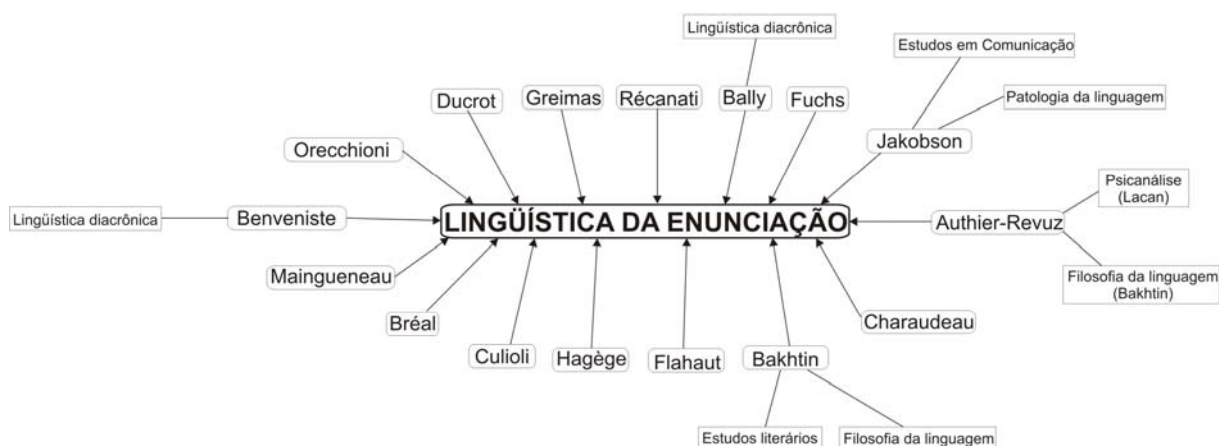 Lingüística diacrônica
Estudos em Comunicação
Ducrot
Greimas
Récanati
Bally
Fuchs
Patologia da linguagem
Orecchioni
Jakobson
Psicanálise
(Lacan)
Lingüística diacrônica
Benveniste
LINGÜÍSTICA DA ENUNCIAÇÃO
Authier-Revuz
Maingueneau
Filosofia da linguagem
(Bakhtin)
Bréal
Charaudeau
Culioli
Hagège
Flahaut
Bakhtin
Estudos literários
Filosofia da linguagem